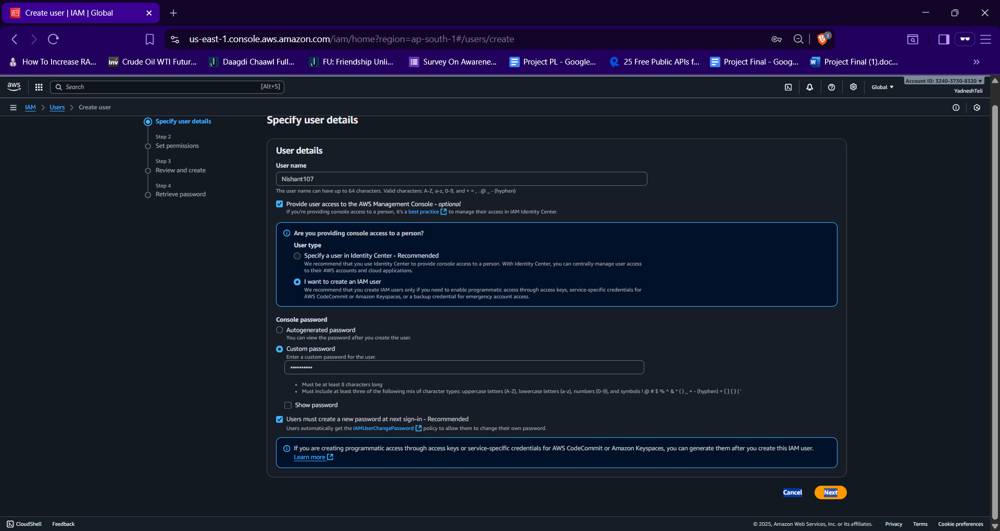 Create user | IAM | Global
us-east-1.console.aws.amazon.com/iam/home?region=ap-south-1#/users/create
3
How To Increase RA...
Inv
Crude Oil WTI Futur...
Daagdi Chaawl Full...
FU: Friendship Unli...
Survey On Awarene...
Project PL - Google...
25 Free Public APIs f...
Project Final - Goog...
Project Final (1).doc...
aws
Search
[Alt+S]
Global
Account ID: 3240-3730-8320
YadneshTeli
IAM
Users
Create user
Specify user details
Step 2
Set permissions
Step 3
Review and create
Step 4
Retrieve password
Specify user details
User details
User name
Nishant107
The user name can have up to 64 characters. Valid characters: A-Z, a-z, 0-9, and + = , . @ _ - (hyphen)
Provide user access to the AWS Management Console - optional
If you're providing console access to a person, it's a best practice to manage their access in IAM Identity Center.
Are you providing console access to a person?
User type
Specify a user in Identity Center - Recommended
We recommend that you use Identity Center to provide console access to a person. With Identity Center, you can centrally manage user access
to their AWS accounts and cloud applications.
I want to create an IAM user
We recommend that you create IAM users only if you need to enable programmatic access through access keys, service-specific credentials for
AWS CodeCommit or Amazon Keyspaces, or a backup credential for emergency account access.
Console password
Autogenerated password
You can view the password after you create the user.
Custom password
Enter a custom password for the user.
••••••••••
• Must be at least 8 characters long
• Must include at least three of the following mix of character types: uppercase letters (A-Z), lowercase letters (a-z), numbers (0-9), and symbols ! @ # $ % ^ & * ( ) _ + - (hyphen) = [ ] { } | '
Show password
Users must create a new password at next sign-in - Recommended
Users automatically get the IAMUserChangePassword policy to allow them to change their own password.
If you are creating programmatic access through access keys or service-specific credentials for AWS CodeCommit or Amazon Keyspaces, you can generate them after you create this IAM user.
Learn more
Cancel
Next
CloudShell
Feedback
© 2025, Amazon Web Services, Inc. or its affiliates.
Privacy
Terms
Cookie preferences